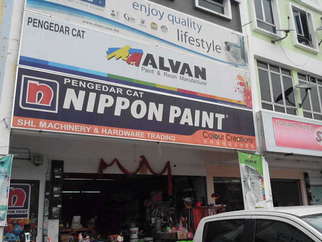 enjoy quality
lifestyle
PENGEDAR CAT
ALVAN
Paint & Resin Manufacturer
PENGEDAR CAT
n NIPPON PAINT
SHL MACHINERY & HARDWARE TRADING
Colour Creations
n